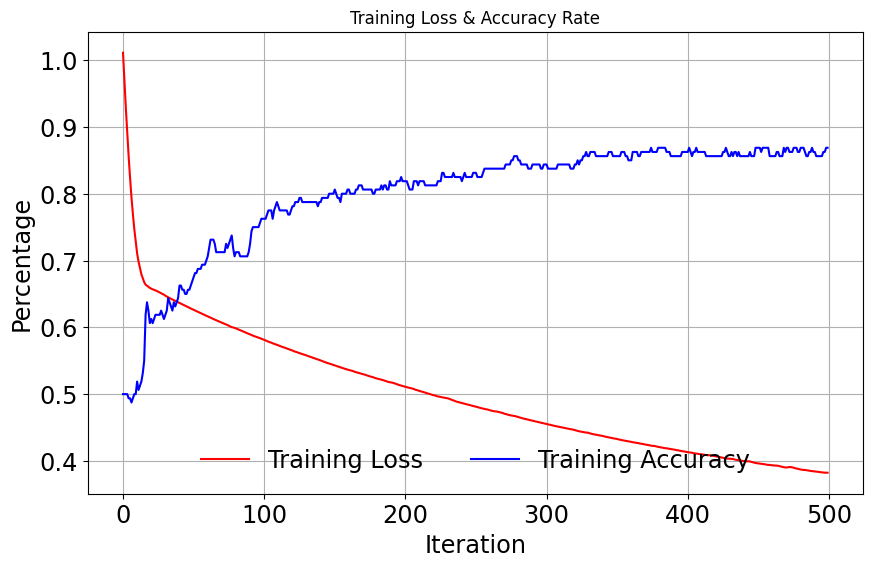 Training Loss & Accuracy Rate
Percentage
1.0
0.9
0.8
0.7
0.6
0.5
0.4
Training Loss
Training Accuracy
0 100 200 300 400 500
Iteration